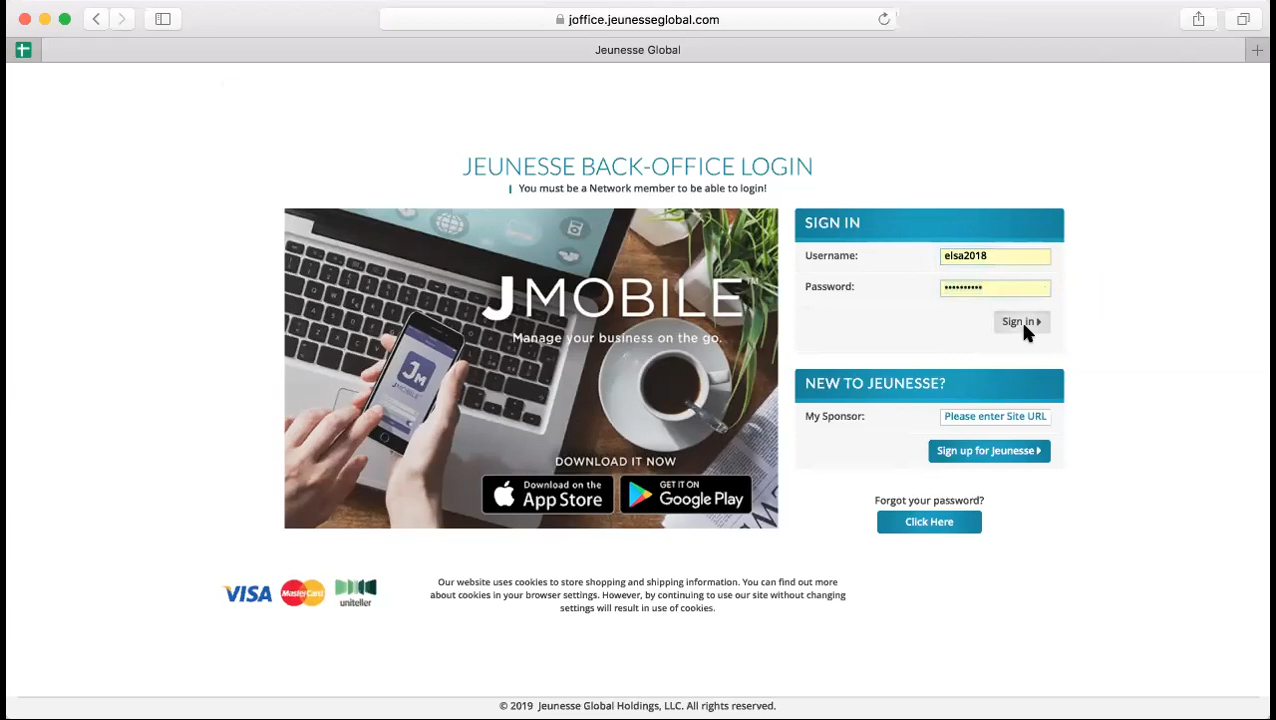 joffice.jeunesseglobal.com
Jeunesse Global
JEUNESSE BACK-OFFICE LOGIN
You must be a Network member to be able to login!
JMOBILE™
Manage your business on the go.
JM
DOWNLOAD IT NOW
Download on the
App Store
GET IT ON
Google Play
SIGN IN
Username:
elsa2018
Password:
••••••••••
Sign in
NEW TO JEUNESSE?
My Sponsor:
Please enter Site URL
Sign up for Jeunesse
Forgot your password?
Click Here
VISA
MasterCard
uniteller
Our website uses cookies to store shopping and shipping information. You can find out more
about cookies in your browser settings. However, by continuing to use our site without changing
settings will result in use of cookies.
© 2019 Jeunesse Global Holdings, LLC. All rights reserved.